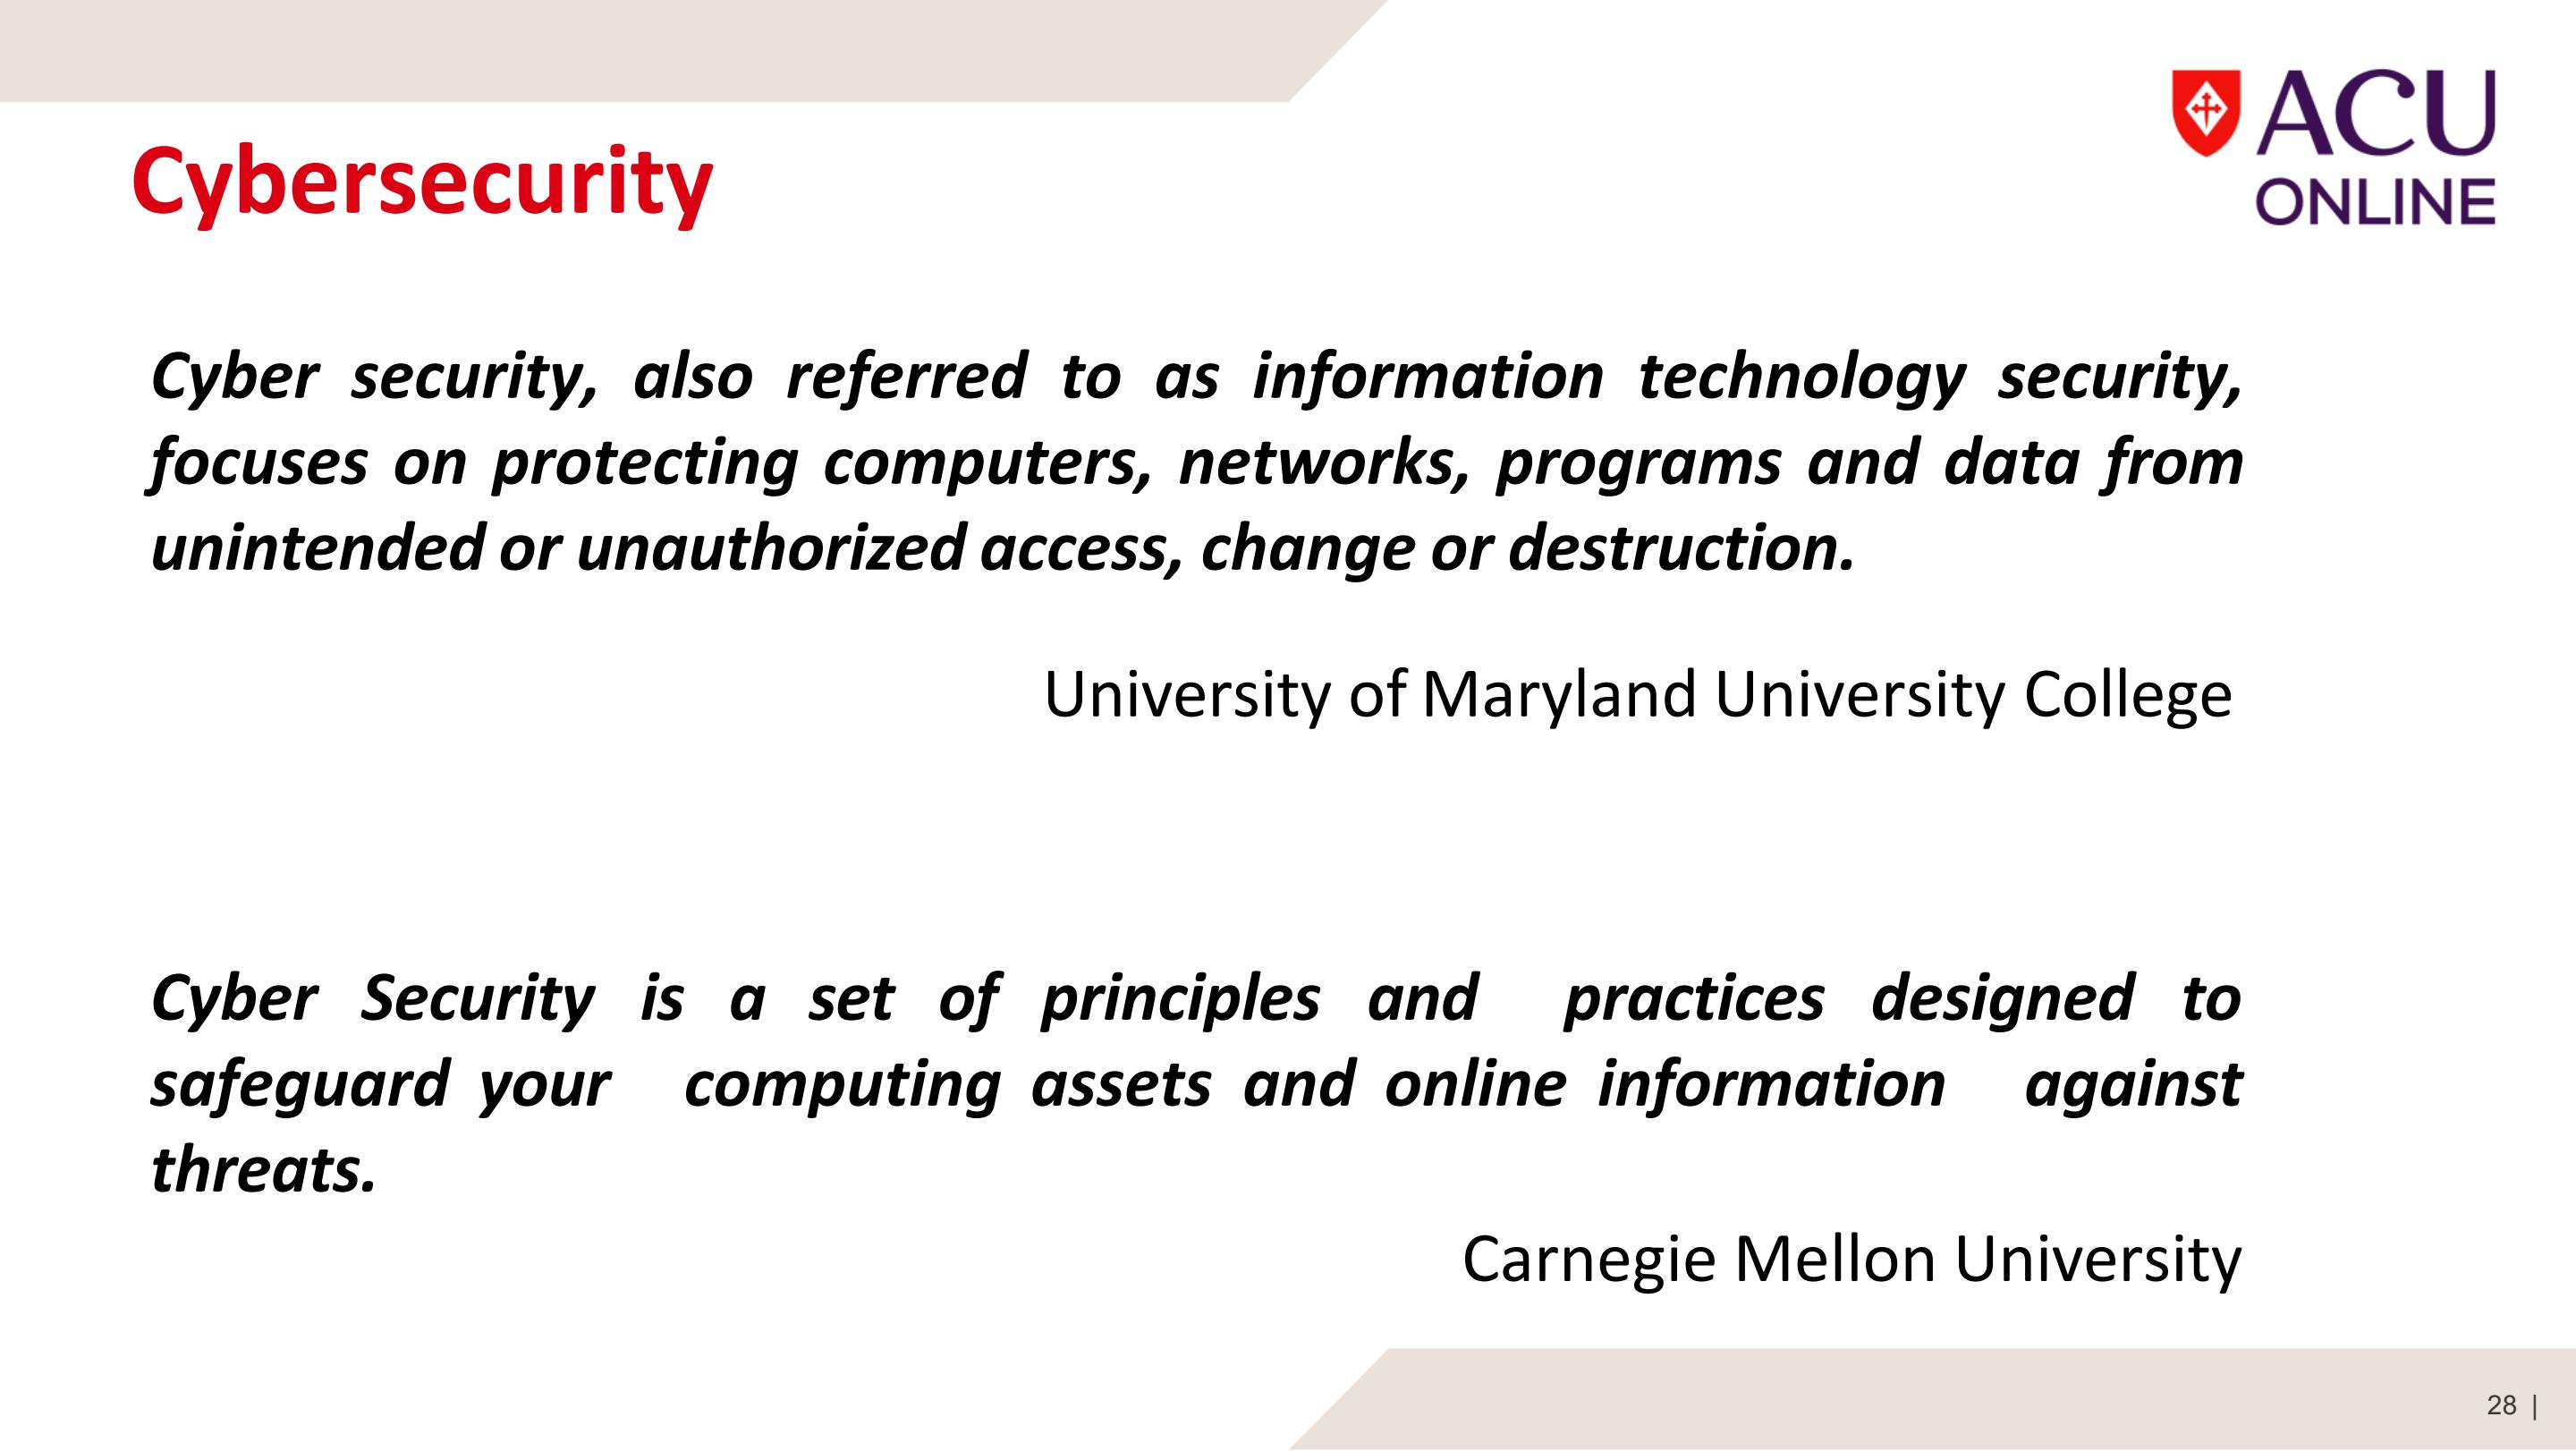 ACU
ONLINE
Cybersecurity
Cyber security, also referred to as information technology security,
focuses on protecting computers, networks, programs and data from
unintended or unauthorized access, change or destruction.
University of Maryland University College
Cyber Security is a set of principles and practices designed to
safeguard your computing assets and online information against
threats.
Carnegie Mellon University
28 |